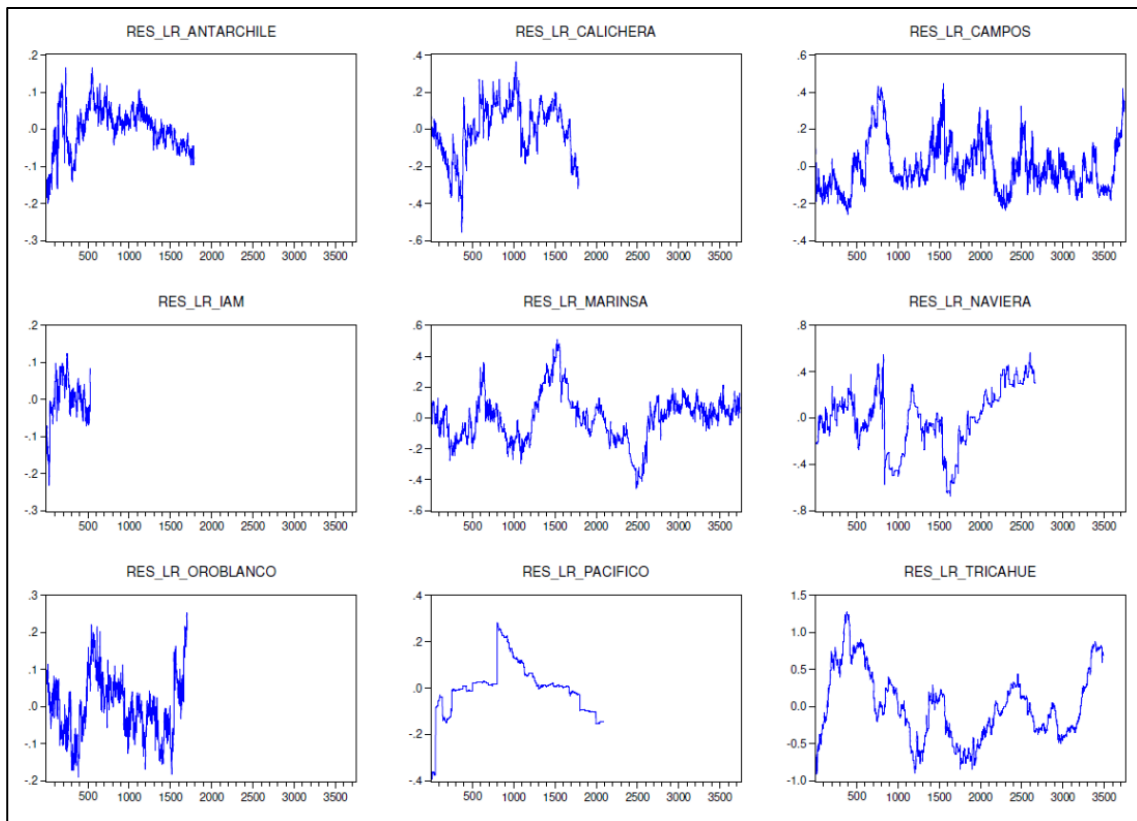 RES_LR_ANTARCHILE
.2
.1
.0
-.1
-.2
-.3
500 1000 1500 2000 2500 3000 3500
RES_LR_CALICHERA
.4
.2
.0
-.2
-.4
-.6
500 1000 1500 2000 2500 3000 3500
RES_LR_CAMPOS
.6
.4
.2
.0
-.2
-.4
500 1000 1500 2000 2500 3000 3500
RES_LR_IAM
.2
.1
.0
-.1
-.2
-.3
500 1000 1500 2000 2500 3000 3500
RES_LR_MARINSA
.6
.4
.2
.0
-.2
-.4
-.6
500 1000 1500 2000 2500 3000 3500
RES_LR_NAVIERA
.8
.4
.0
-.4
-.8
500 1000 1500 2000 2500 3000 3500
RES_LR_OROBLANCO
.3
.2
.1
.0
-.1
-.2
500 1000 1500 2000 2500 3000 3500
RES_LR_PACIFICO
.4
.2
.0
-.2
-.4
500 1000 1500 2000 2500 3000 3500
RES_LR_TRICAHUE
1.5
1.0
0.5
0.0
-0.5
-1.0
500 1000 1500 2000 2500 3000 3500